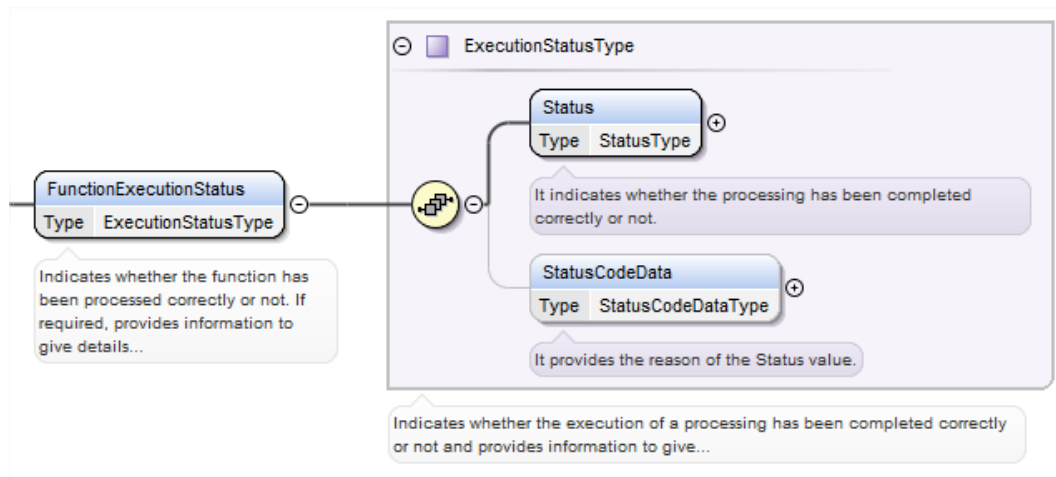 ExecutionStatusType
Status
Type StatusType
It indicates whether the processing has been completed
correctly or not.
FunctionExecutionStatus
Type ExecutionStatusType
Indicates whether the function has
been processed correctly or not. If
required, provides information to
give details...
StatusCodeData
Type StatusCodeDataType
It provides the reason of the Status value.
Indicates whether the execution of a processing has been completed correctly
or not and provides information to give...